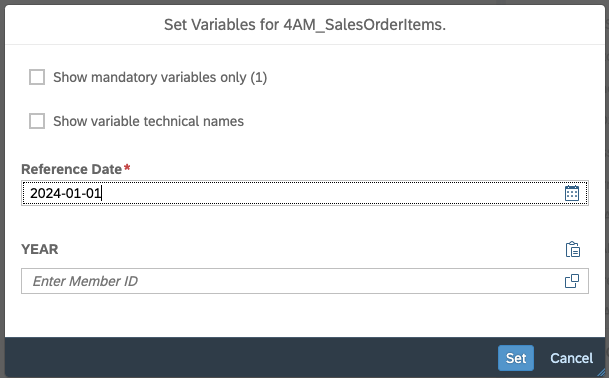 Set Variables for 4AM_SalesOrderItems.
Show mandatory variables only (1)
Show variable technical names
Reference Date*
2024-01-01
YEAR
Enter Member ID
Set Cancel